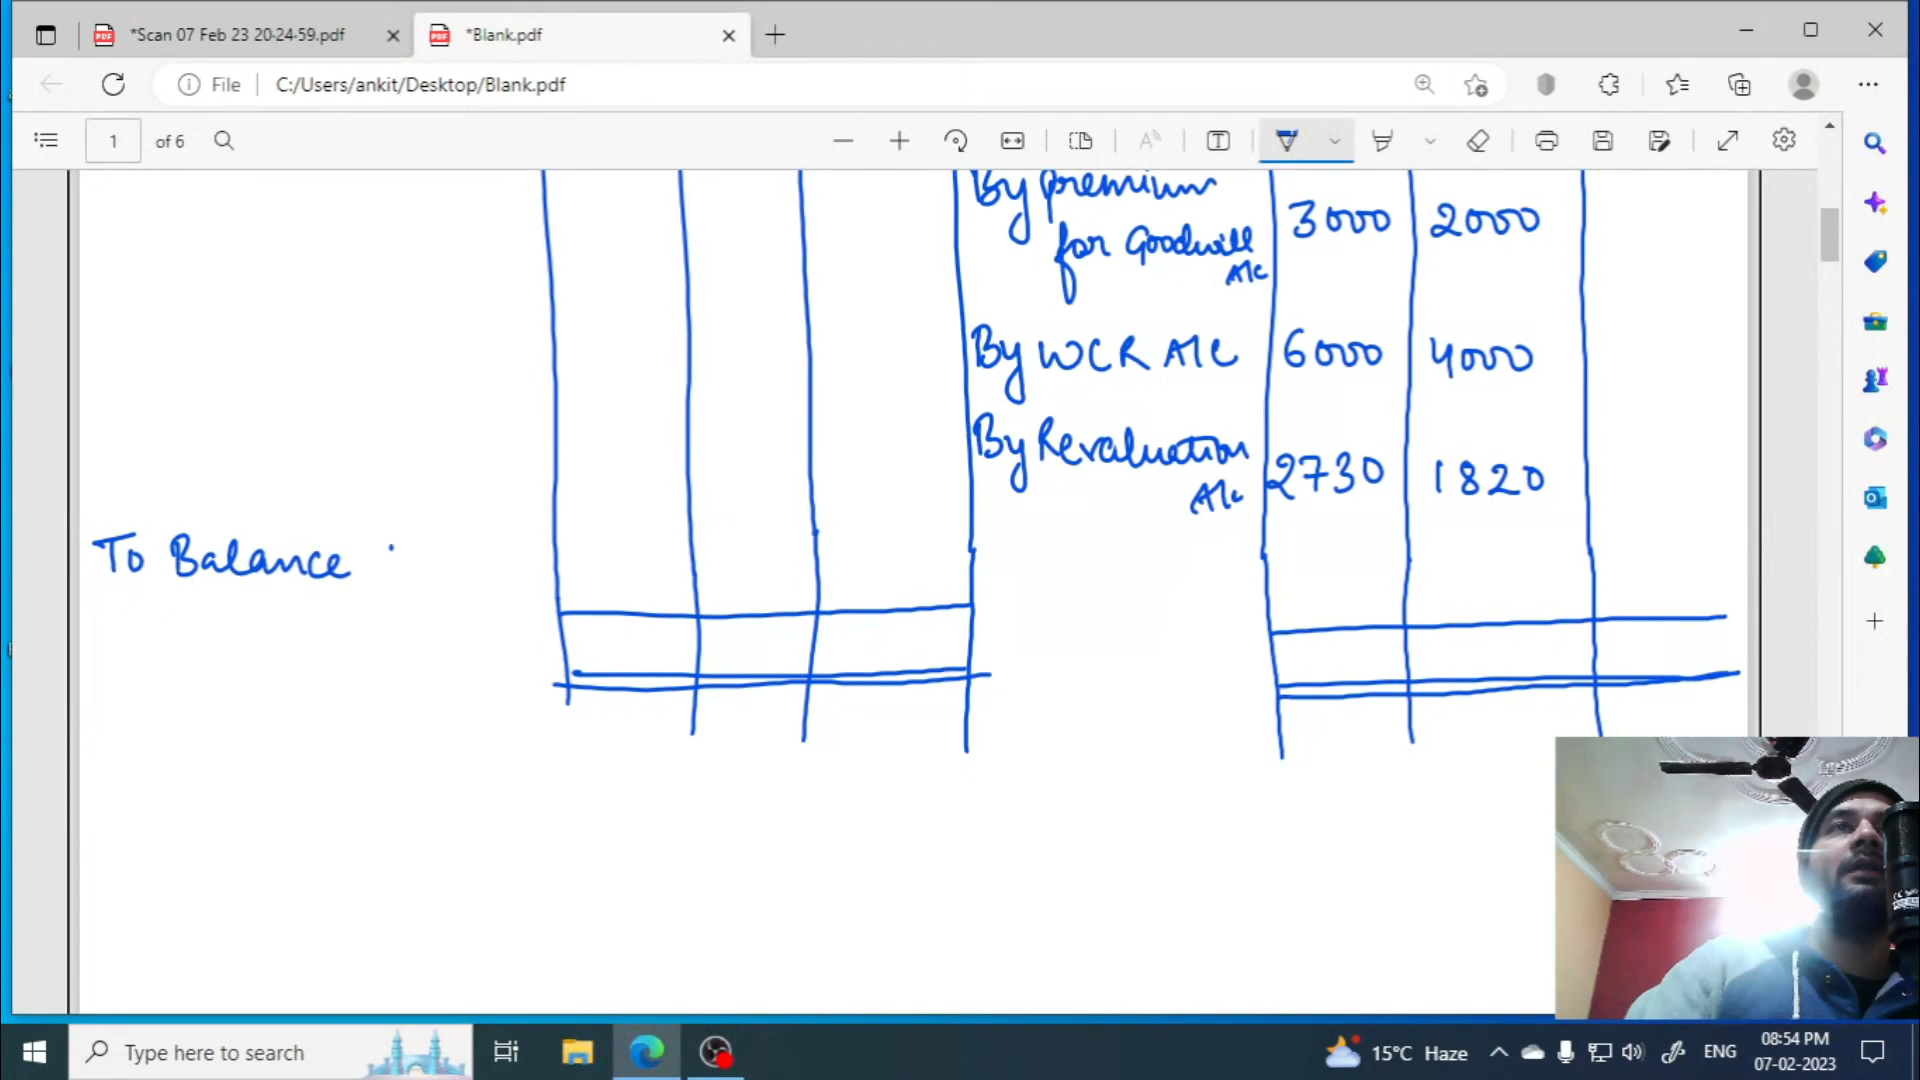 *Scan 07 Feb 23 20-24-59.pdf
*Blank.pdf
File
C:/Users/ankit/Desktop/Blank.pdf
1 of 6
By premium
for Goodwill
A/c
3000 2000
By WCR A/c 6000 4000
By Revaluation
A/c
2730 1820
To Balance
Type here to search
15°C Haze
ENG
08:54 PM
07-02-2023